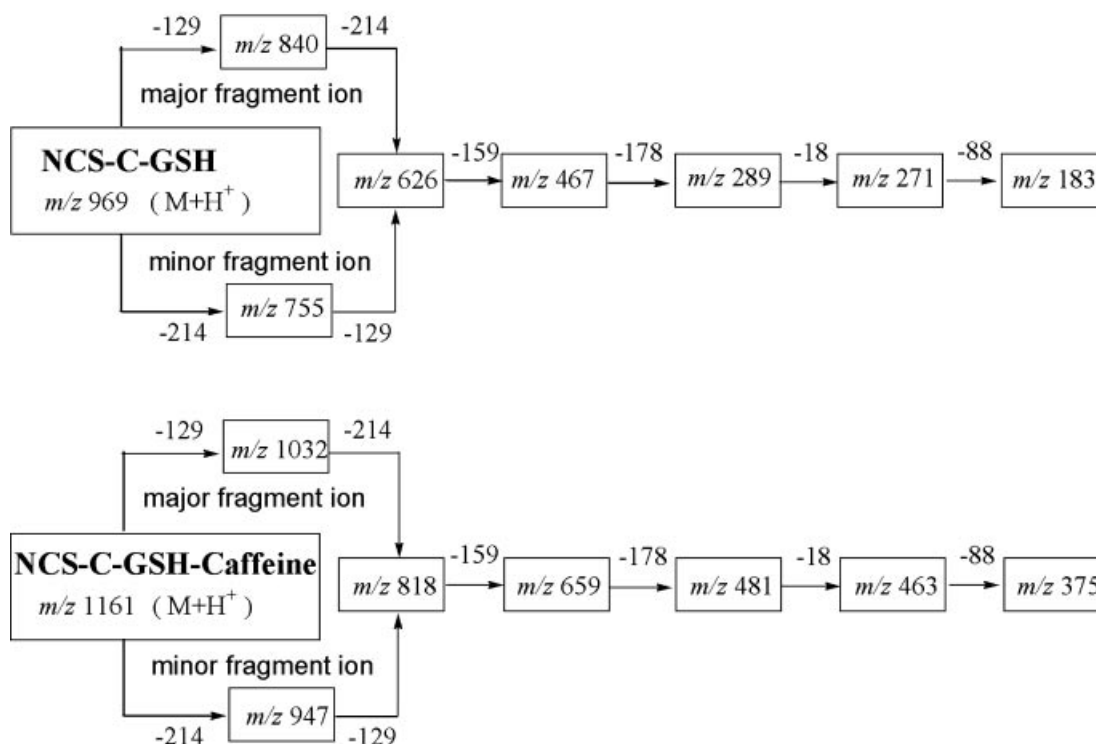 -129 -214
m/z 840
major fragment ion
NCS-C-GSH
m/z 969 ( M+H+ )
-159 -178 -18 -88
m/z 626 m/z 467 m/z 289 m/z 271 m/z 183
minor fragment ion
m/z 755
-214 -129
-129 -214
m/z 1032
major fragment ion
NCS-C-GSH-Caffeine
m/z 1161 ( M+H+ )
-159 -178 -18 -88
m/z 818 m/z 659 m/z 481 m/z 463 m/z 375
minor fragment ion
m/z 947
-214 -129